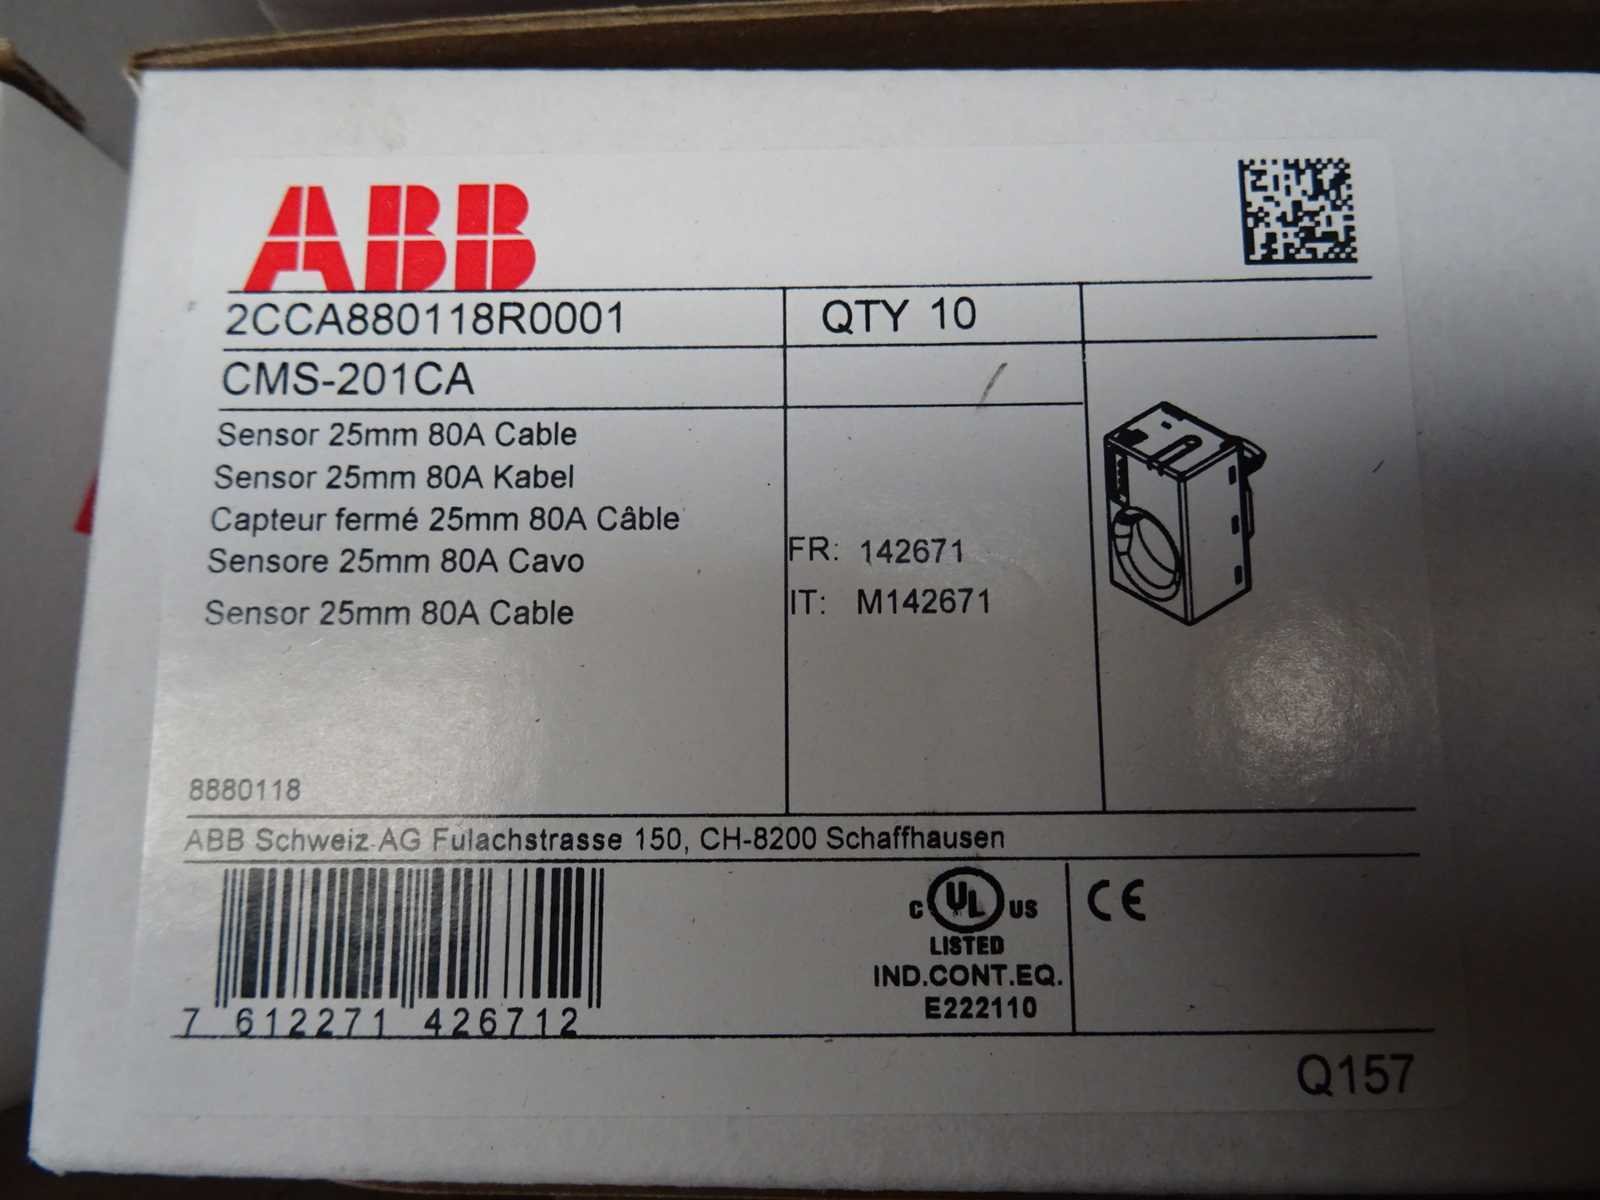 ABB
2CCA880118R0001 QTY 10
CMS-201CA
Sensor 25mm 80A Cable
Sensor 25mm 80A Kabel
Capteur fermé 25mm 80A Câble
Sensore 25mm 80A Cavo
Sensor 25mm 80A Cable
FR: 142671
IT: M142671
8880118
ABB Schweiz AG Fulachstrasse 150, CH-8200 Schaffhausen
7 612271 426712
C UL US
LISTED
IND.CONT.EQ.
E222110
CE
Q157